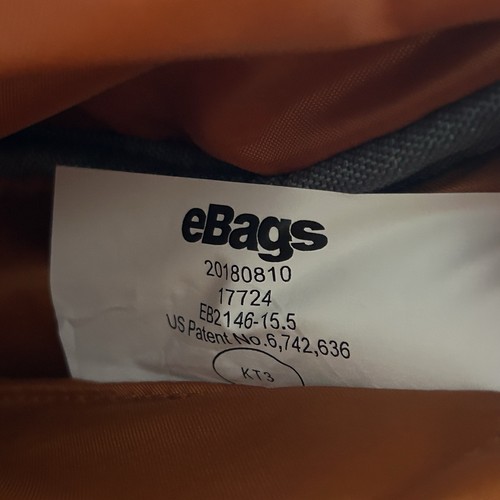 eBags
20180810
17724
EB2146-15.5
US Patent No.6,742,636
KT3